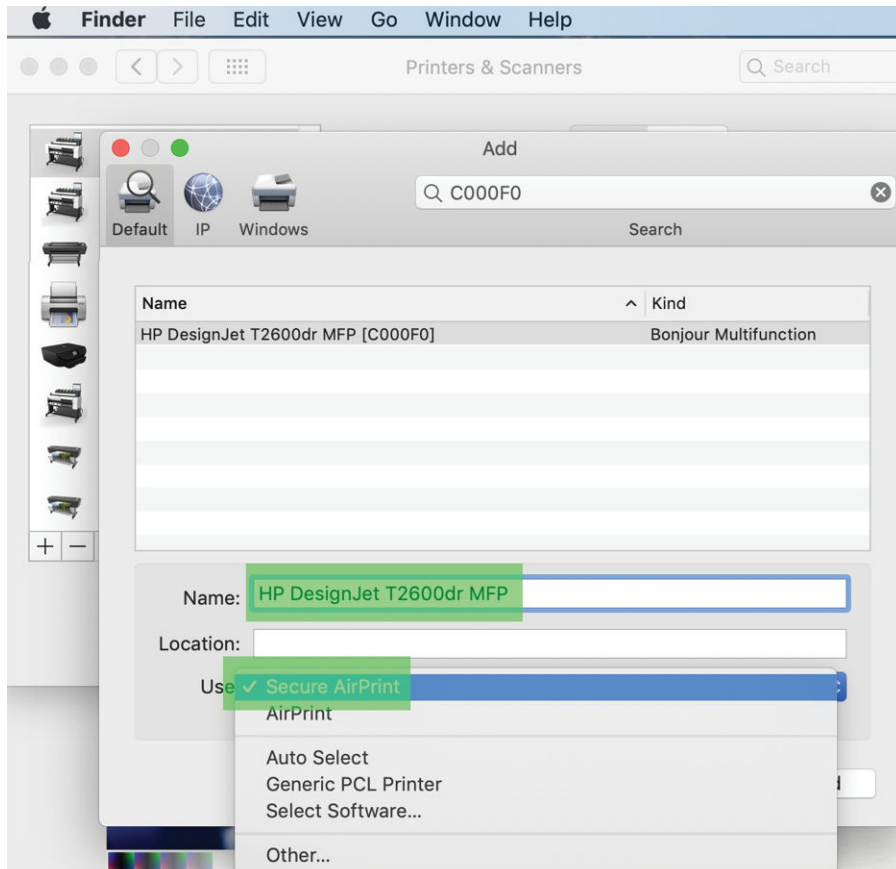 Finder File Edit View Go Window Help
Printers & Scanners Search
Add
C000F0
Default IP Windows Search
Name Kind
HP DesignJet T2600dr MFP [C000F0] Bonjour Multifunction
Name: HP DesignJet T2600dr MFP
Location:
Use ✓ Secure AirPrint
AirPrint
Auto Select
Generic PCL Printer
Select Software...
Other...